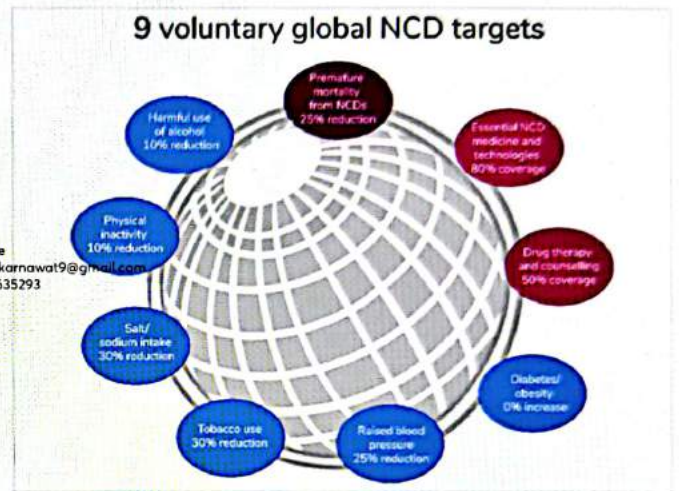 9 voluntary global NCD targets
Premature
mortality
from NCDs
25% reduction
Essential NCD
medicine and
technologies
80% coverage
Drug therapy
and counselling
50% coverage
Diabetes/
obesity
0% increase
Raised blood
pressure
25% reduction
Tobacco use
30% reduction
Salt/
sodium intake
30% reduction
Physical
inactivity
10% reduction
Harmful use
of alcohol
10% reduction
e
karnawat9@gmail.com
535293